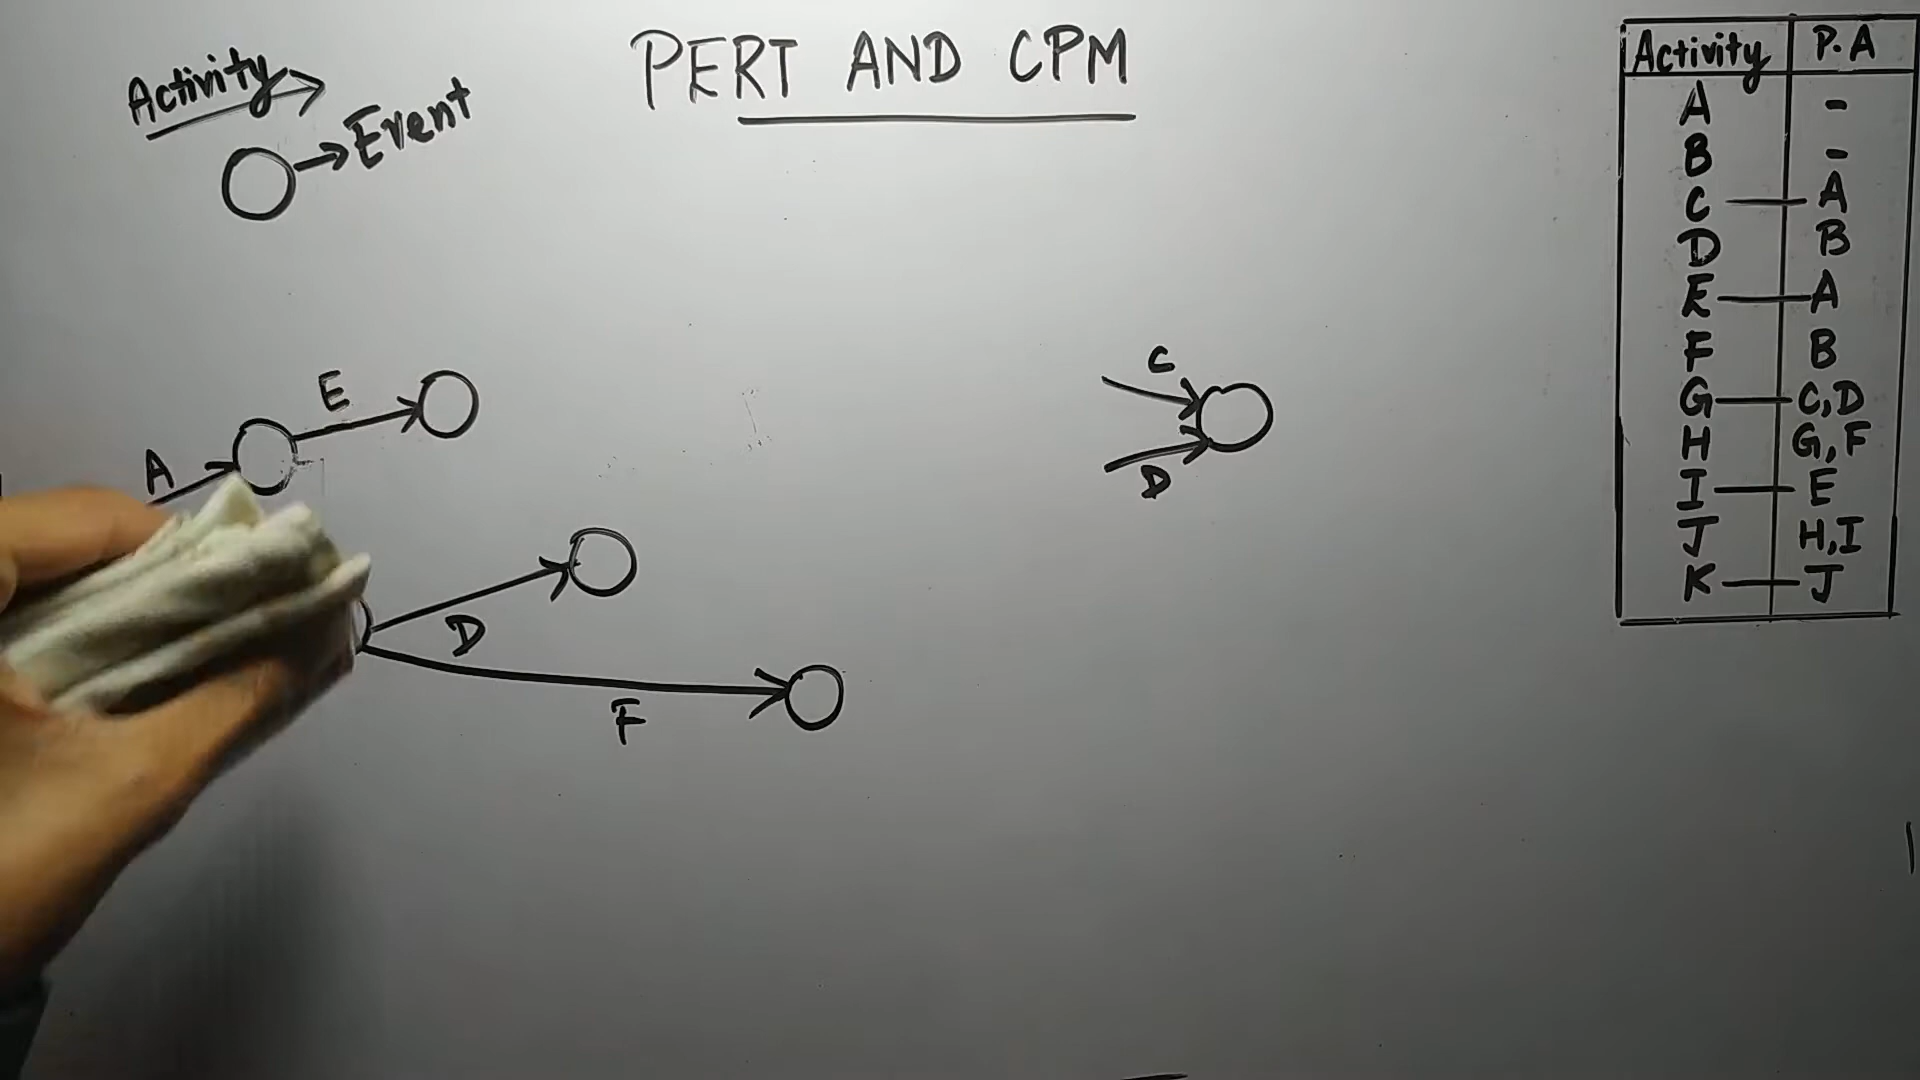 PERT AND CPM
Activity
Event
A
E
D
F
C
D
Activity P.A
A -
B -
C A
D B
E A
F B
G C,D
H G,F
I E
J H,I
K J